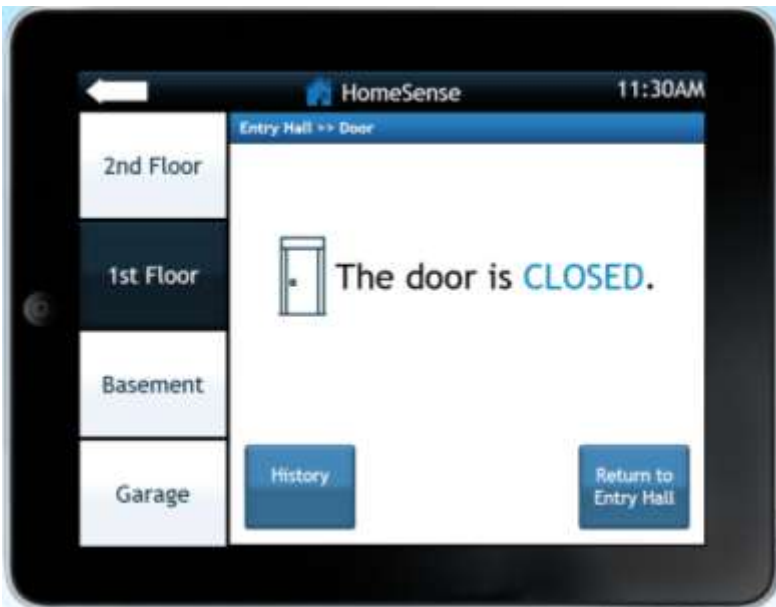 HomeSense
11:30AM
Entry Hall >> Door
2nd Floor
1st Floor
Basement
Garage
The door is CLOSED.
History
Return to
Entry Hall